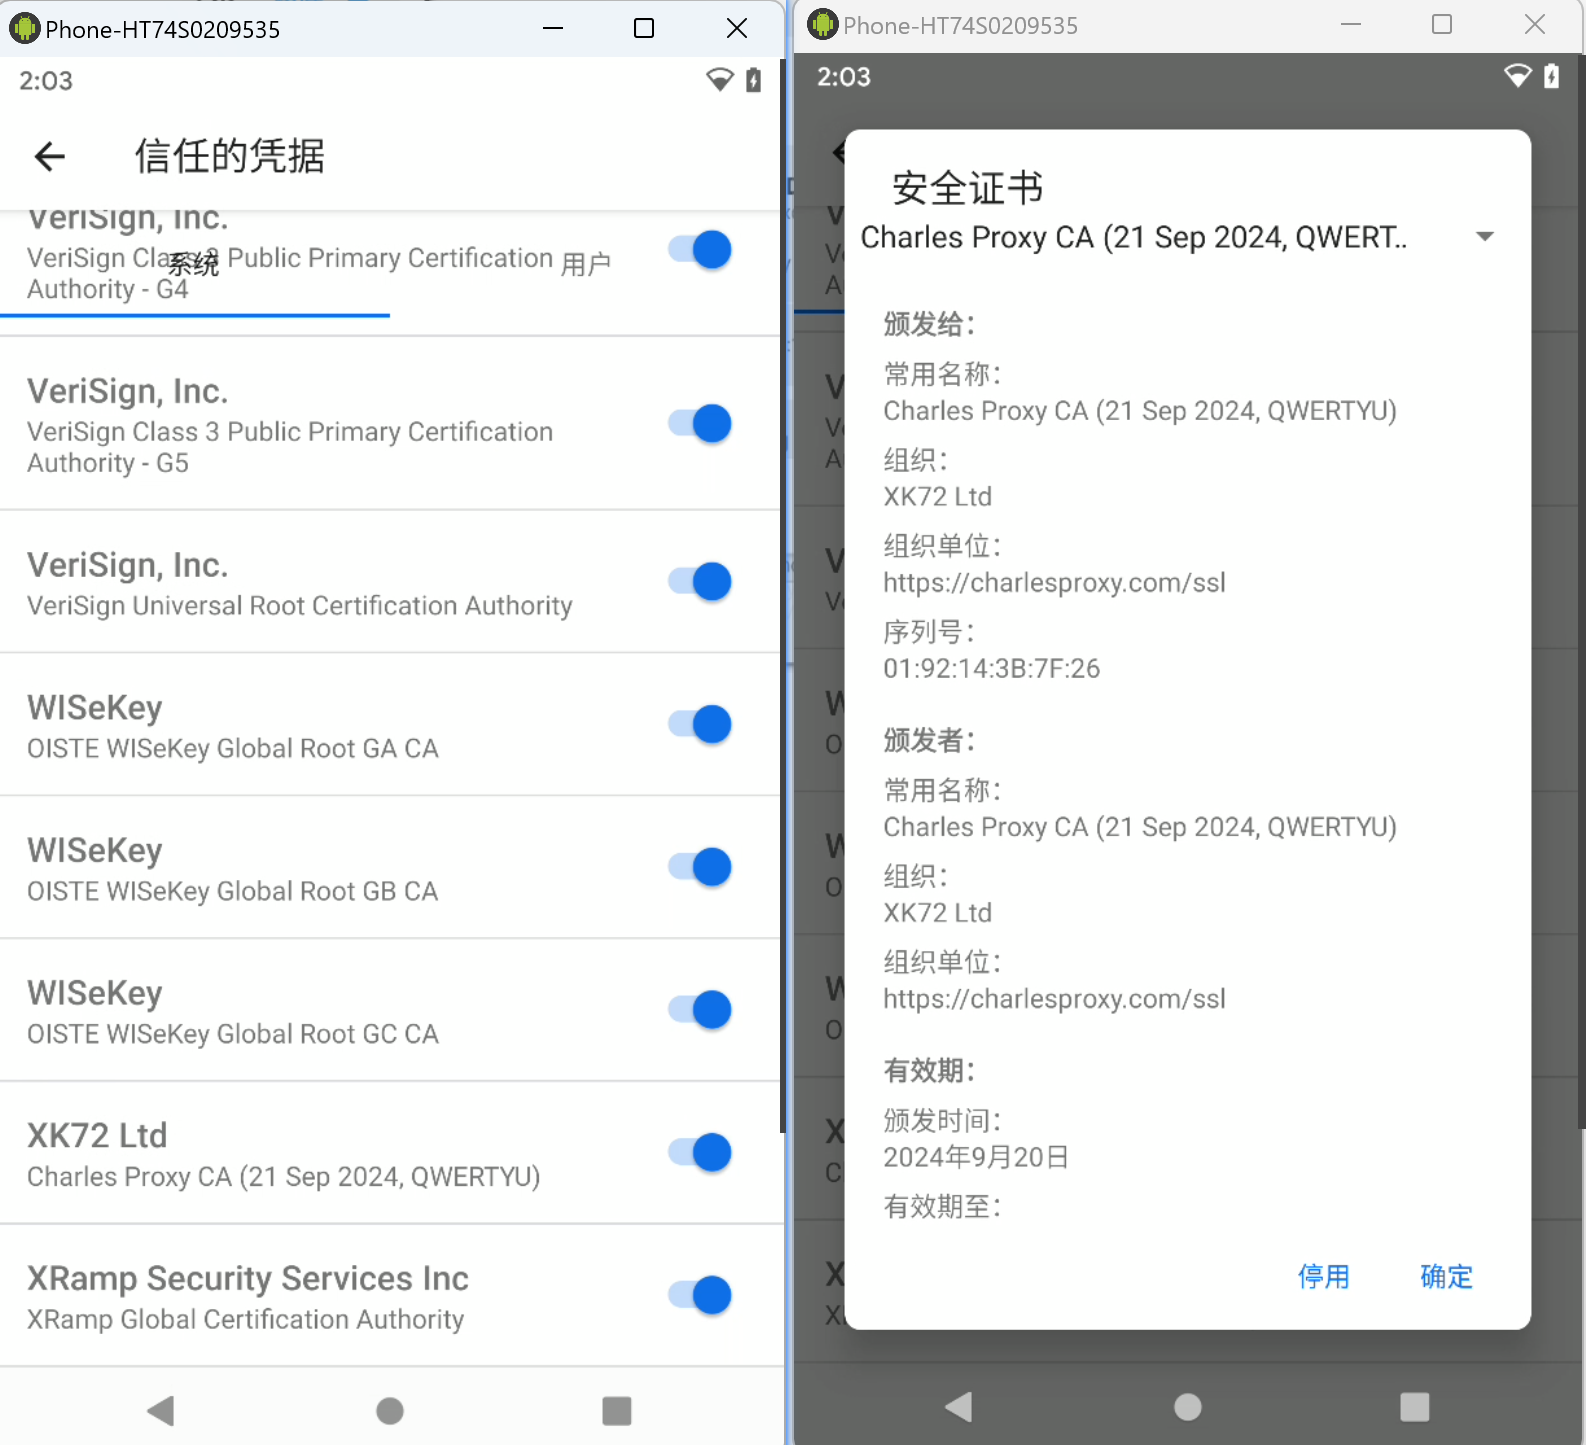 Phone-HT74S0209535
2:03
信任的凭据
VeriSign, Inc.
VeriSign Class 3 Public Primary Certification
Authority - G4
系统
用户
VeriSign, Inc.
VeriSign Class 3 Public Primary Certification
Authority - G5
VeriSign, Inc.
VeriSign Universal Root Certification Authority
WISeKey
OISTE WISeKey Global Root GA CA
WISeKey
OISTE WISeKey Global Root GB CA
WISeKey
OISTE WISeKey Global Root GC CA
XK72 Ltd
Charles Proxy CA (21 Sep 2024, QWERTYU)
XRamp Security Services Inc
XRamp Global Certification Authority
Phone-HT74S0209535
2:03
安全证书
Charles Proxy CA (21 Sep 2024, QWERT..
颁发给：
常用名称：
Charles Proxy CA (21 Sep 2024, QWERTYU)
组织：
XK72 Ltd
组织单位：
https://charlesproxy.com/ssl
序列号：
01:92:14:3B:7F:26
颁发者：
常用名称：
Charles Proxy CA (21 Sep 2024, QWERTYU)
组织：
XK72 Ltd
组织单位：
https://charlesproxy.com/ssl
有效期：
颁发时间：
2024年9月20日
有效期至：
停用
确定